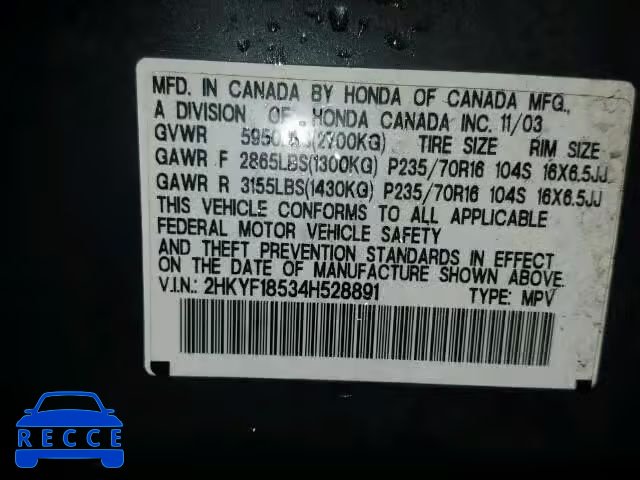 MFD. IN CANADA BY HONDA OF CANADA MFG.,
A DIVISION OF HONDA CANADA INC. 11/03
GVWR 5950LBS(2700KG) TIRE SIZE RIM SIZE
GAWR F 2865LBS(1300KG) P235/70R16 104S 16X6.5JJ
GAWR R 3155LBS(1430KG) P235/70R16 104S 16X6.5JJ
THIS VEHICLE CONFORMS TO ALL APPLICABLE
FEDERAL MOTOR VEHICLE SAFETY
AND THEFT PREVENTION STANDARDS IN EFFECT
ON THE DATE OF MANUFACTURE SHOWN ABOVE.
V.I.N.: 2HKYF18534H528891 TYPE: MPV
RECCE